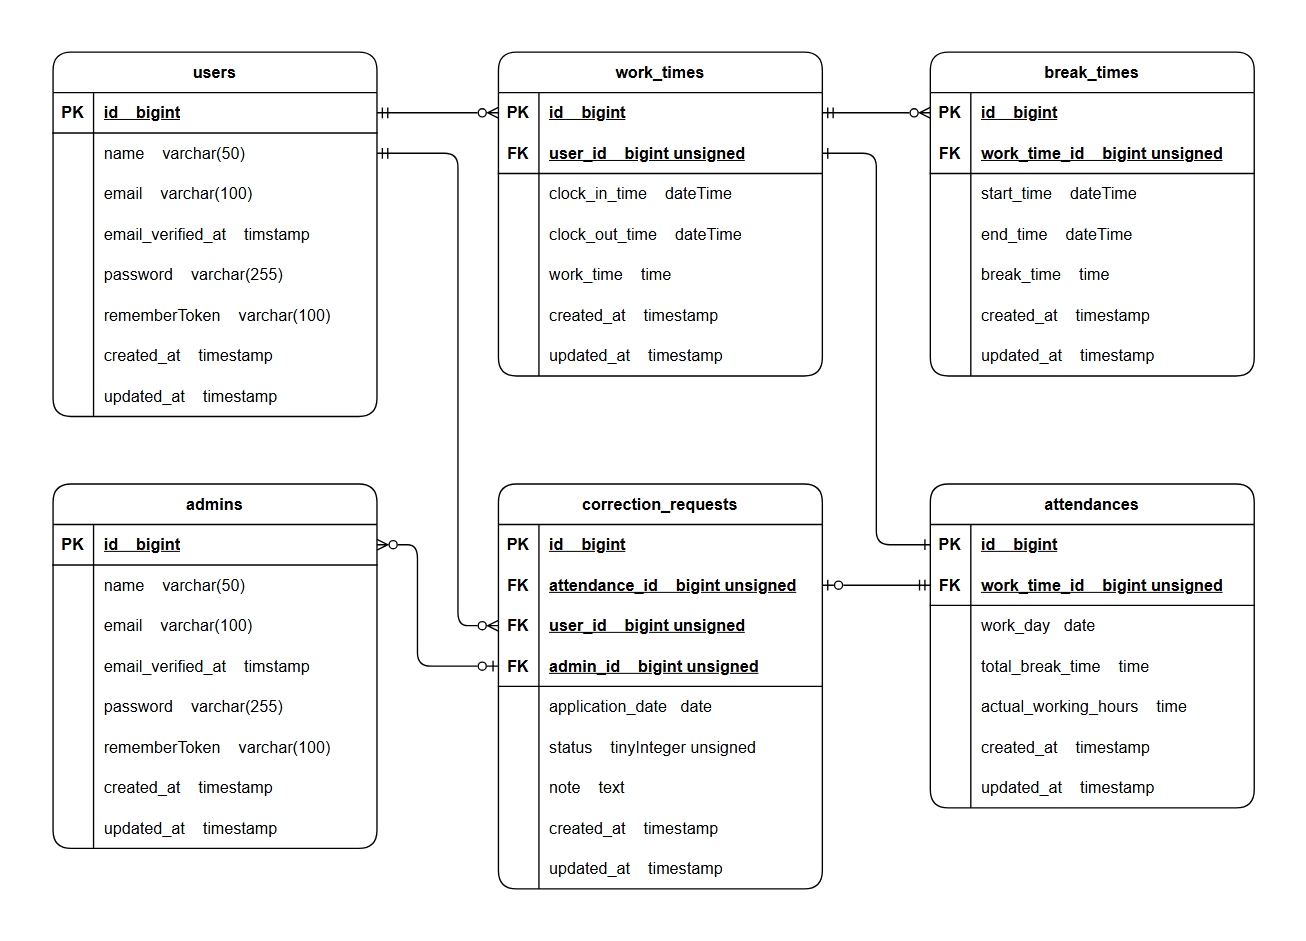 users
PK id bigint
name varchar(50)
email varchar(100)
email_verified_at timstamp
password varchar(255)
rememberToken varchar(100)
created_at timestamp
updated_at timestamp
work_times
PK id bigint
FK user_id bigint unsigned
clock_in_time dateTime
clock_out_time dateTime
work_time time
created_at timestamp
updated_at timestamp
break_times
PK id bigint
FK work_time_id bigint unsigned
start_time dateTime
end_time dateTime
break_time time
created_at timestamp
updated_at timestamp
admins
PK id bigint
name varchar(50)
email varchar(100)
email_verified_at timstamp
password varchar(255)
rememberToken varchar(100)
created_at timestamp
updated_at timestamp
correction_requests
PK id bigint
FK attendance_id bigint unsigned
FK user_id bigint unsigned
FK admin_id bigint unsigned
application_date date
status tinyInteger unsigned
note text
created_at timestamp
updated_at timestamp
attendances
PK id bigint
FK work_time_id bigint unsigned
work_day date
total_break_time time
actual_working_hours time
created_at timestamp
updated_at timestamp